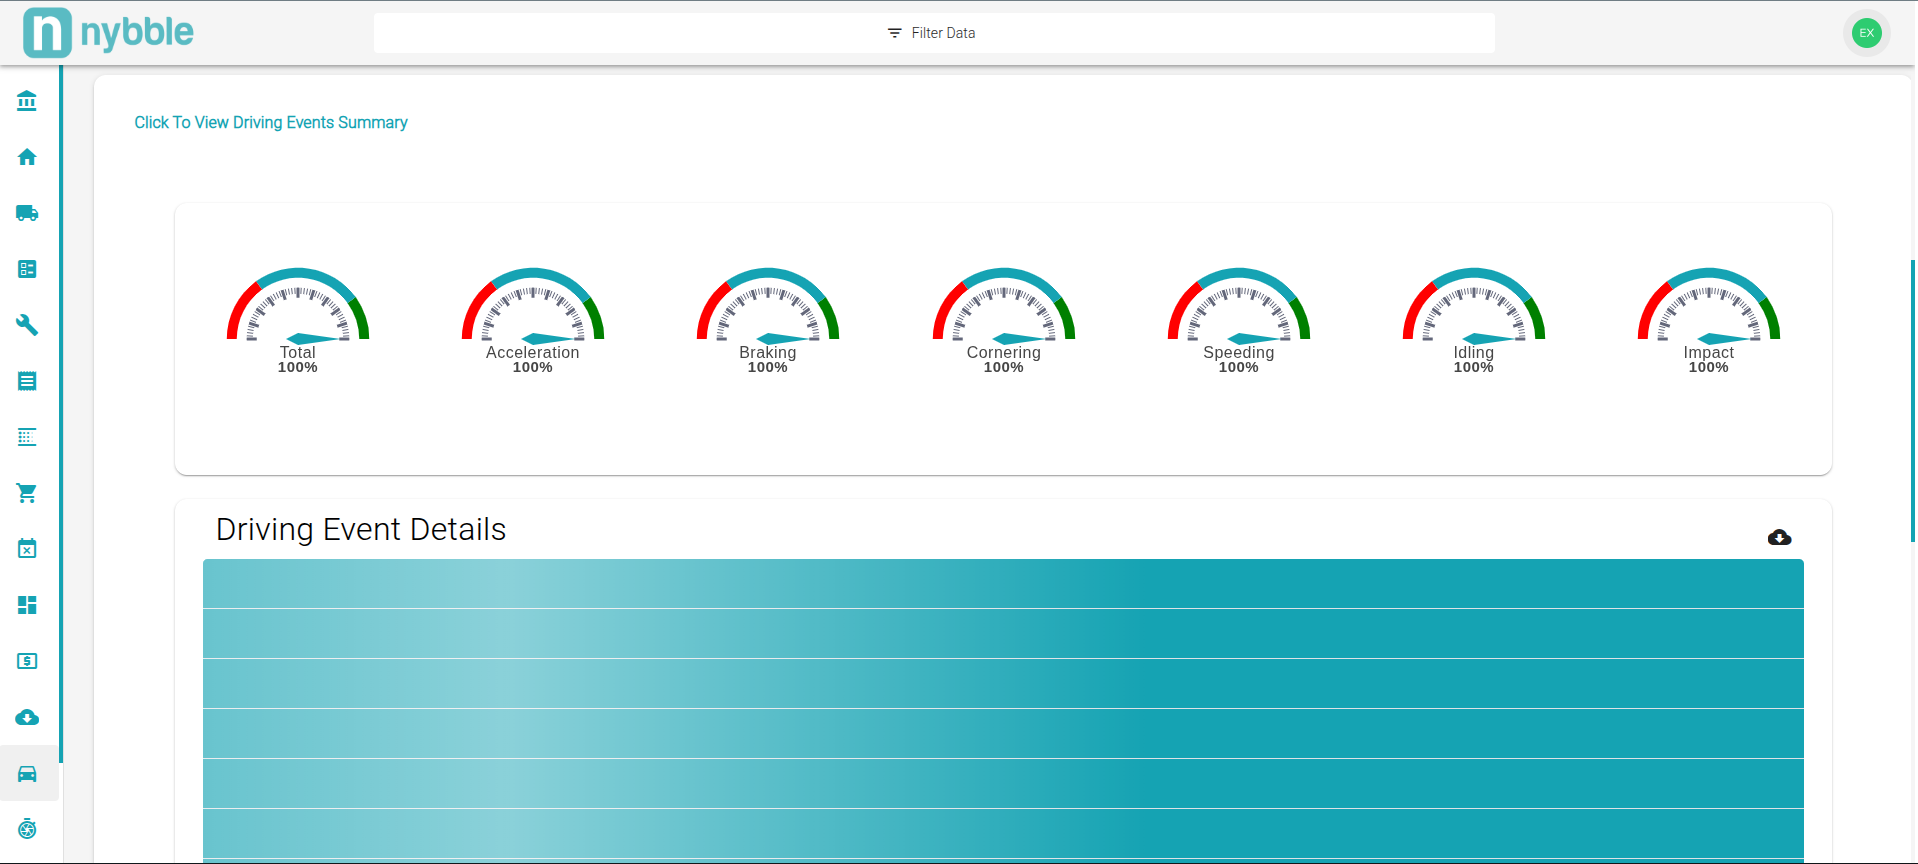 nybble
Filter Data
EX
Click To View Driving Events Summary
Total
100%
Acceleration
100%
Braking
100%
Cornering
100%
Speeding
100%
Idling
100%
Impact
100%
Driving Event Details